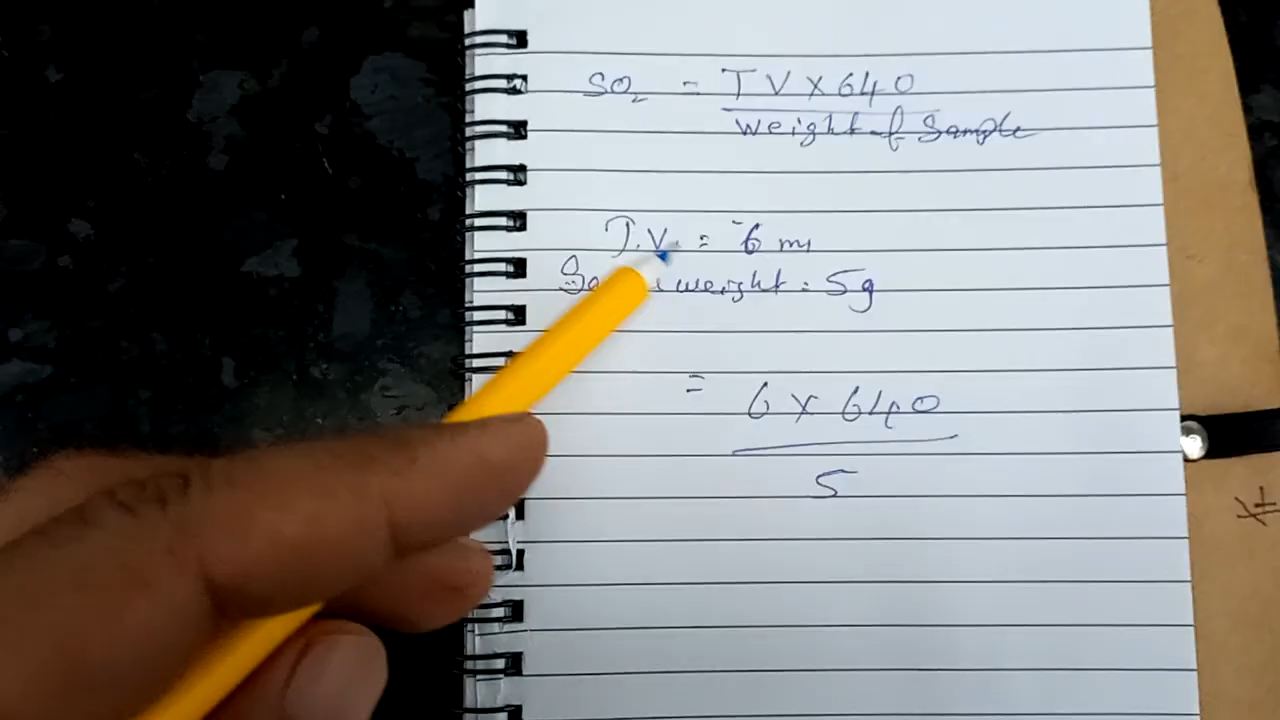 SO2 = TV X 640
Weight of Sample
T.V. = 6 ml
weight : 5g
= 6 X 640
5